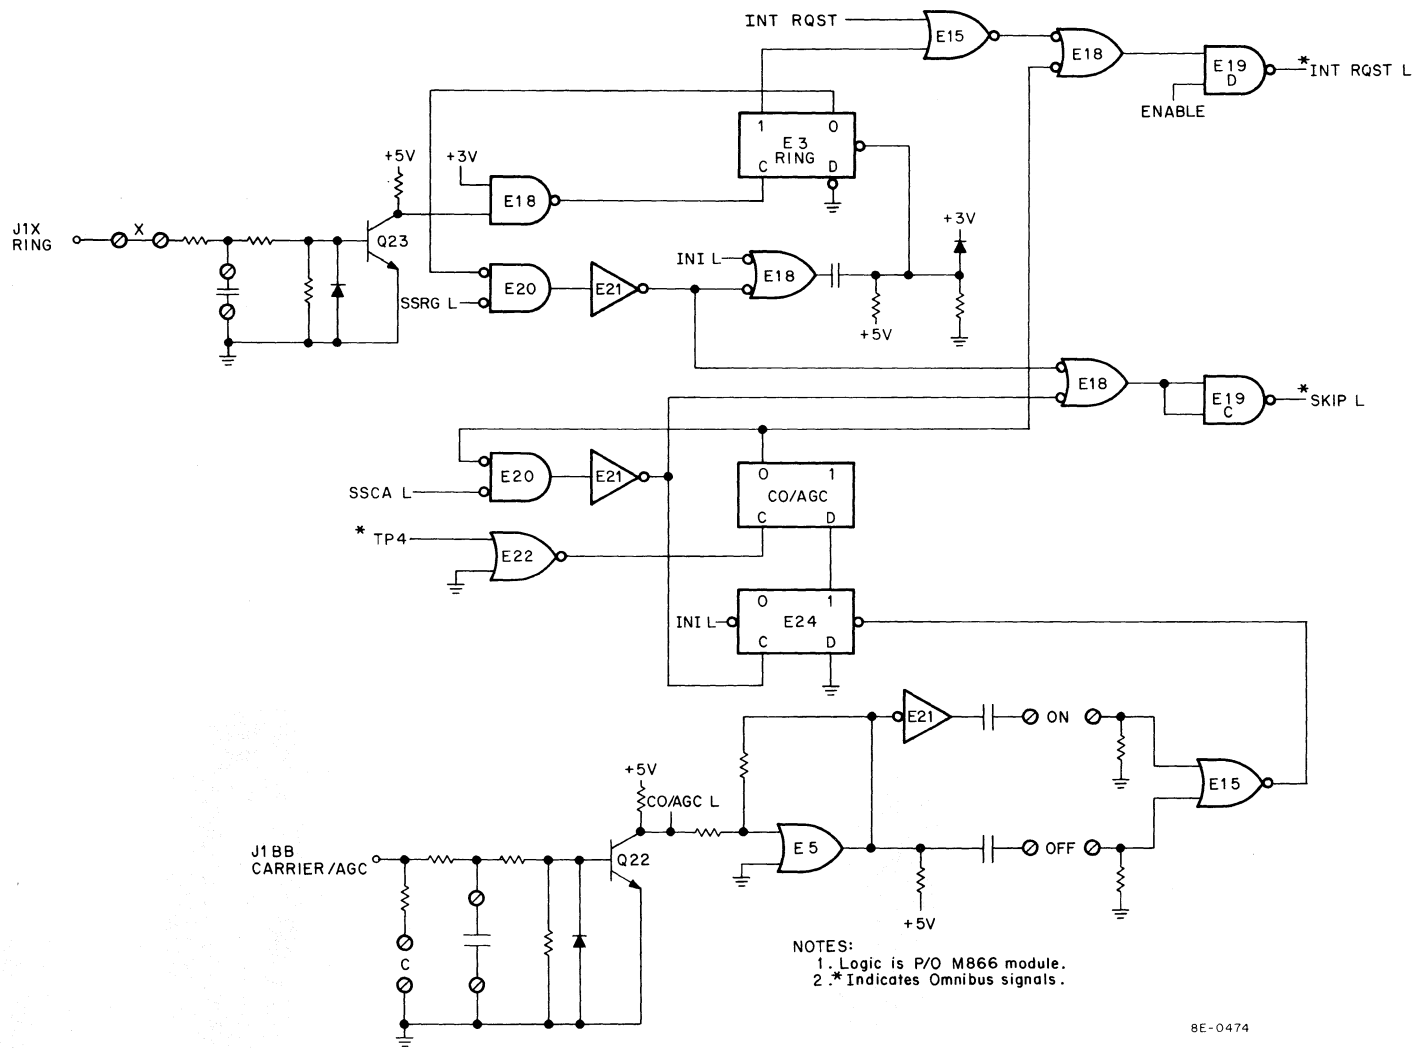 INT RQST
E15
E18
E19
D
* INT RQST L
ENABLE
1 0
E3
RING
C D
+5V
+3V
E18
J1X
RING
X
Q23
+3V
INI L
E18
E20
E21
SSRG L
+5V
E18
E19
C
* SKIP L
E20
E21
SSCA L
0 1
CO/AGC
C D
* TP4
E22
0 1
INI L
E24
C D
E21
ON
+5V
CO/AGC L
E15
J1BB
CARRIER/AGC
Q22
E5
OFF
+5V
C
NOTES:
1. Logic is P/O M866 module.
2.* Indicates Omnibus signals.
8E-0474